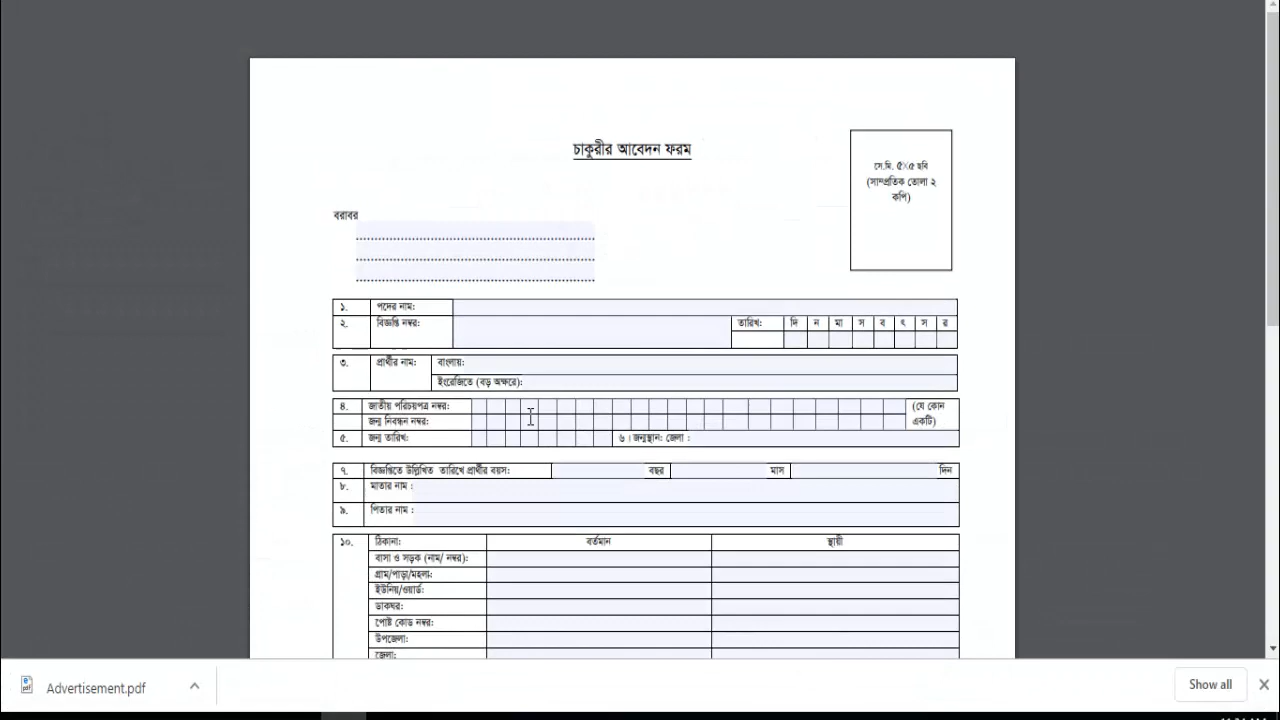 চাকুরীর আবেদন ফরম
সে.মি. ৫X৫ ছবি
(সাম্প্রতিক তোলা ২
কপি)
বরাবর
১. পদের নাম:
২. বিজ্ঞপ্তি নম্বর: তারিখ: দি ন মা স ব ৎ স র
৩. প্রার্থীর নাম: বাংলায়:
ইংরেজিতে (বড় অক্ষরে):
৪. জাতীয় পরিচয়পত্র নম্বর: (যে কোন
জন্ম নিবন্ধন নম্বর: একটি)
৫. জন্ম তারিখ: ৬। জন্মস্থান: জেলা :
৭. বিজ্ঞপ্তিতে উল্লিখিত তারিখে প্রার্থীর বয়স: বছর মাস দিন
৮. মাতার নাম :
৯. পিতার নাম :
১০. ঠিকানা: বর্তমান স্থায়ী
বাসা ও সড়ক (নাম/ নম্বর):
গ্রাম/পাড়া/মহলা:
ইউনিয়/ওয়ার্ড:
ডাকঘর:
পোষ্ট কোড নম্বর:
উপজেলা:
জেলা:
Advertisement.pdf
Show all